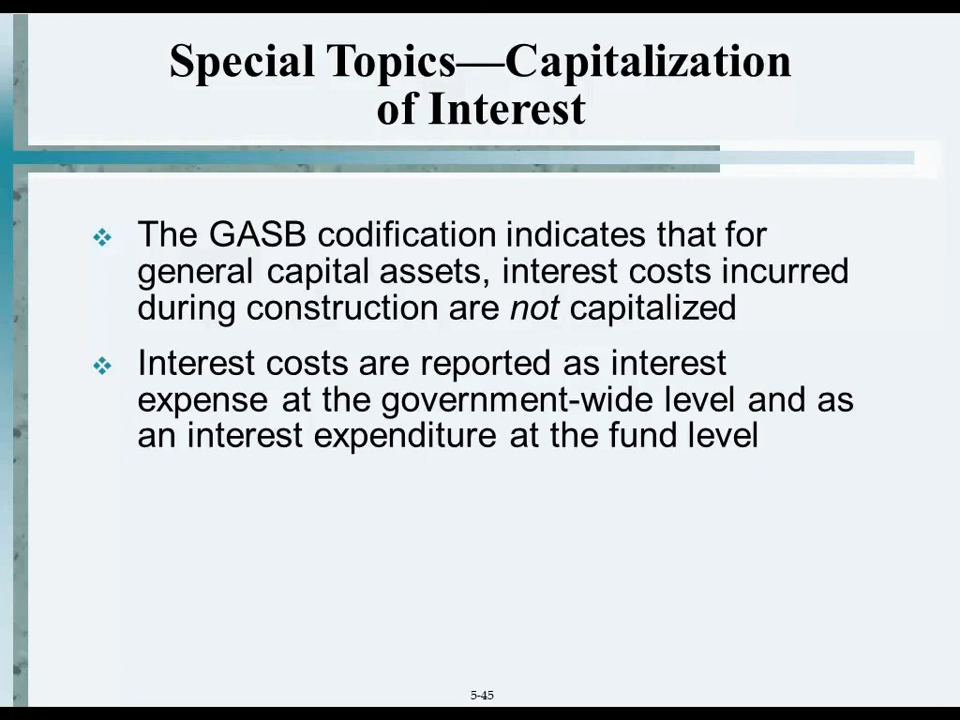 Special Topics—Capitalization
of Interest
The GASB codification indicates that for
general capital assets, interest costs incurred
during construction are not capitalized
Interest costs are reported as interest
expense at the government-wide level and as
an interest expenditure at the fund level
5-45